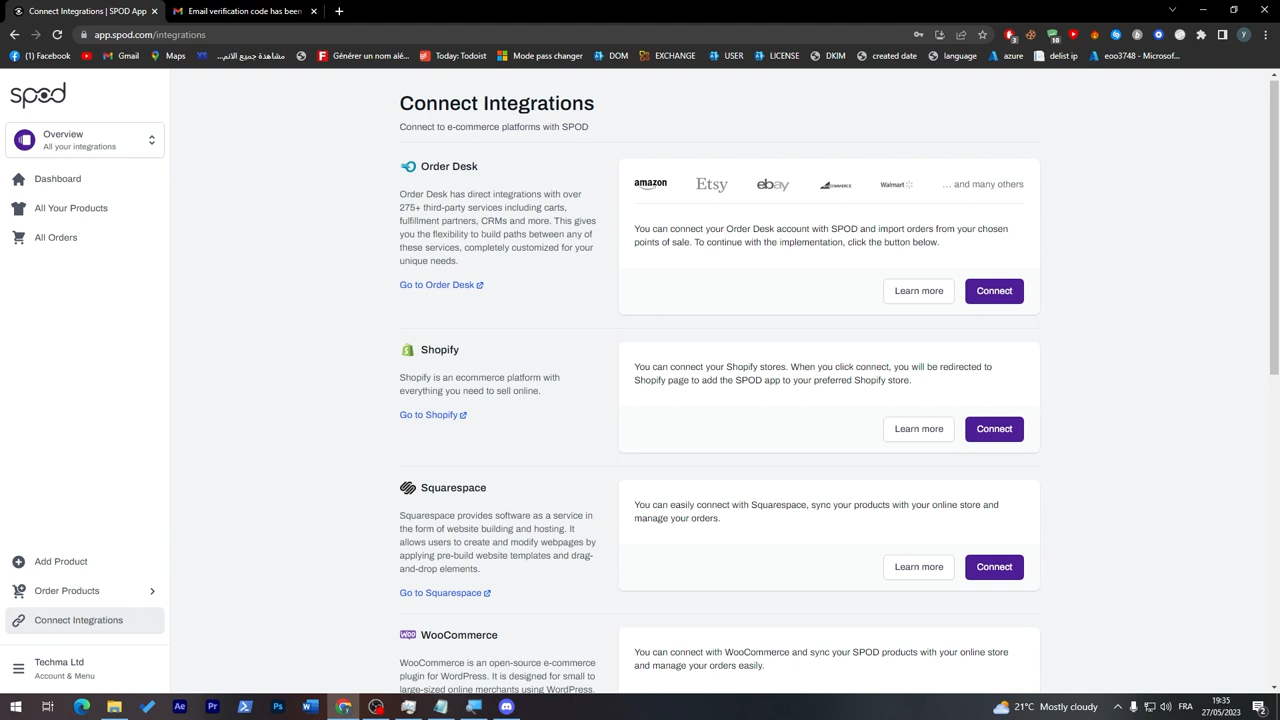 Connect Integrations | SPOD App
Email verification code has been
app.spod.com/integrations
(1) Facebook
Gmail
Maps
Générer un nom alé...
Today: Todoist
Mode pass changer
DOM
EXCHANGE
USER
LICENSE
DKIM
created date
language
azure
delist ip
eoo3748 - Microsof...
spod
Overview
All your integrations
Dashboard
All Your Products
All Orders
Add Product
Order Products
Connect Integrations
Techma Ltd
Account & Menu
Connect Integrations
Connect to e-commerce platforms with SPOD
Order Desk
Order Desk has direct integrations with over
275+ third-party services including carts,
fulfillment partners, CRMs and more. This gives
you the flexibility to build paths between any of
these services, completely customized for your
unique needs.
Go to Order Desk
amazon Etsy ebay COMMERCE Walmart ... and many others
You can connect your Order Desk account with SPOD and import orders from your chosen
points of sale. To continue with the implementation, click the button below.
Learn more Connect
Shopify
Shopify is an ecommerce platform with
everything you need to sell online.
Go to Shopify
You can connect your Shopify stores. When you click connect, you will be redirected to
Shopify page to add the SPOD app to your preferred Shopify store.
Learn more Connect
Squarespace
Squarespace provides software as a service in
the form of website building and hosting. It
allows users to create and modify webpages by
applying pre-build website templates and drag-
and-drop elements.
Go to Squarespace
You can easily connect with Squarespace, sync your products with your online store and
manage your orders.
Learn more Connect
WooCommerce
WooCommerce is an open-source e-commerce
plugin for WordPress. It is designed for small to
large-sized online merchants using WordPress.
You can connect with WooCommerce and sync your SPOD products with your online store
and manage your orders easily.
21°C Mostly cloudy
FRA
19:35
27/05/2023